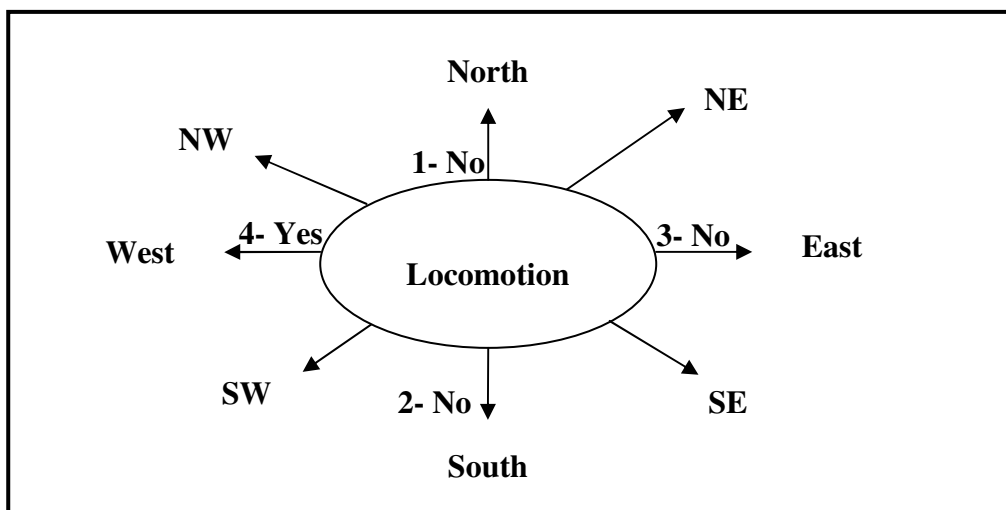 North
NE
NW
1- No
4- Yes
3- No
West
East
Locomotion
SW
2- No
SE
South